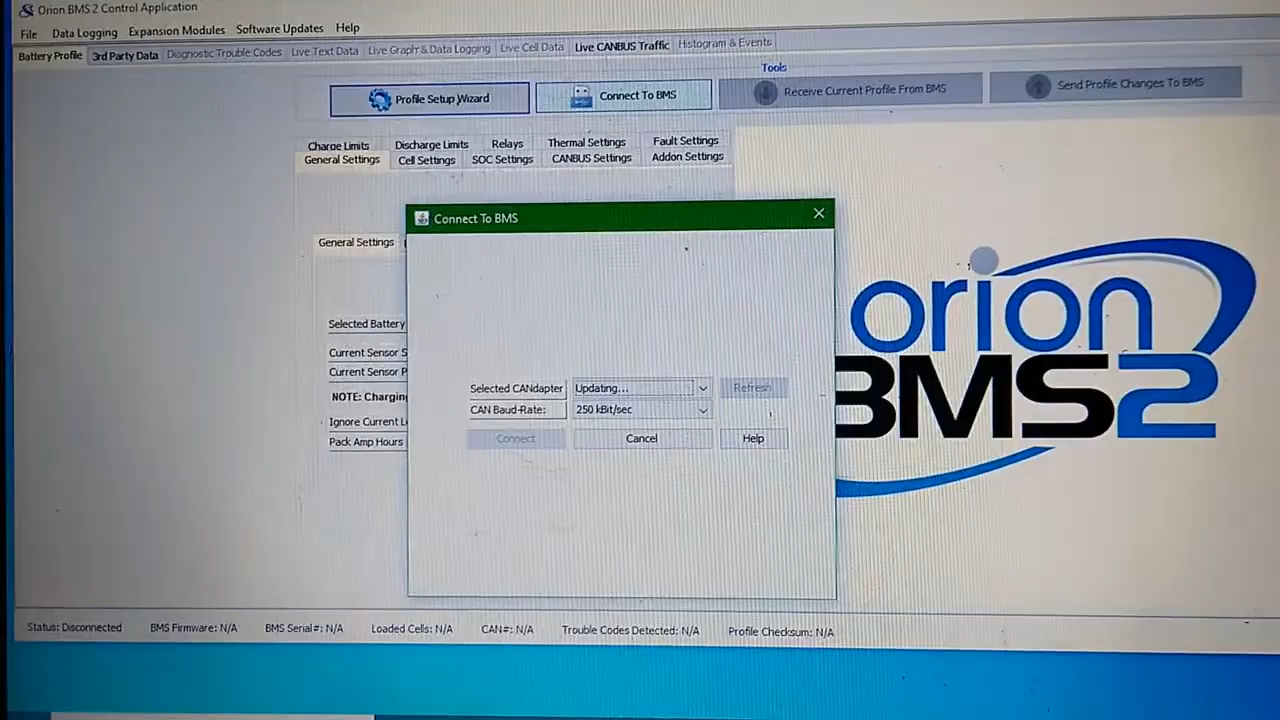 Orion BMS 2 Control Application
File Data Logging Expansion Modules Software Updates Help
Battery Profile 3rd Party Data Diagnostic Trouble Codes Live Text Data Live Graph & Data Logging Live Cell Data Live CANBUS Traffic Histogram & Events
Tools
Profile Setup Wizard Connect To BMS Receive Current Profile From BMS Send Profile Changes To BMS
Charge Limits Discharge Limits Relays Thermal Settings Fault Settings
General Settings Cell Settings SOC Settings CANBUS Settings Addon Settings
Connect To BMS
General Settings
Selected Battery
Current Sensor S
Current Sensor P
NOTE: Charging
Ignore Current L
Pack Amp Hours
Selected CANdapter Updating... Refresh
CAN Baud-Rate: 250 kBit/sec
Connect Cancel Help
orion
BMS2
Status: Disconnected BMS Firmware: N/A BMS Serial#: N/A Loaded Cells: N/A CAN#: N/A Trouble Codes Detected: N/A Profile Checksum: N/A